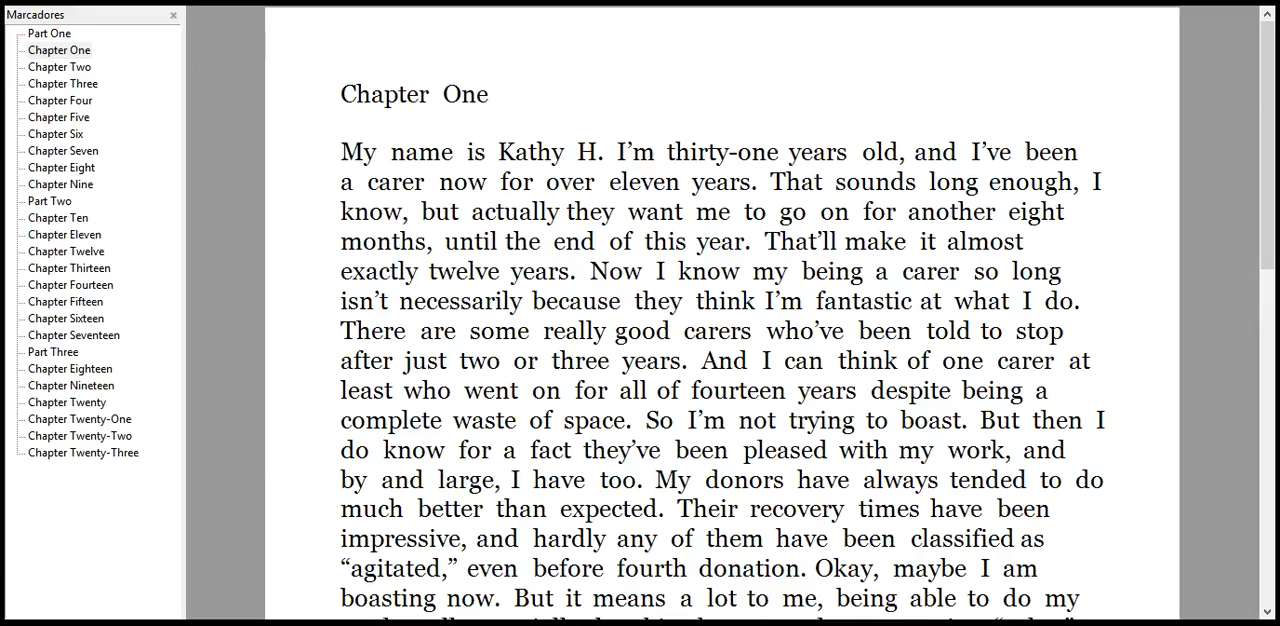 Marcadores
Part One
Chapter One
Chapter Two
Chapter Three
Chapter Four
Chapter Five
Chapter Six
Chapter Seven
Chapter Eight
Chapter Nine
Part Two
Chapter Ten
Chapter Eleven
Chapter Twelve
Chapter Thirteen
Chapter Fourteen
Chapter Fifteen
Chapter Sixteen
Chapter Seventeen
Part Three
Chapter Eighteen
Chapter Nineteen
Chapter Twenty
Chapter Twenty-One
Chapter Twenty-Two
Chapter Twenty-Three
Chapter One
My name is Kathy H. I’m thirty-one years old, and I’ve been
a carer now for over eleven years. That sounds long enough, I
know, but actually they want me to go on for another eight
months, until the end of this year. That’ll make it almost
exactly twelve years. Now I know my being a carer so long
isn’t necessarily because they think I’m fantastic at what I do.
There are some really good carers who’ve been told to stop
after just two or three years. And I can think of one carer at
least who went on for all of fourteen years despite being a
complete waste of space. So I’m not trying to boast. But then I
do know for a fact they’ve been pleased with my work, and
by and large, I have too. My donors have always tended to do
much better than expected. Their recovery times have been
impressive, and hardly any of them have been classified as
“agitated,” even before fourth donation. Okay, maybe I am
boasting now. But it means a lot to me, being able to do my